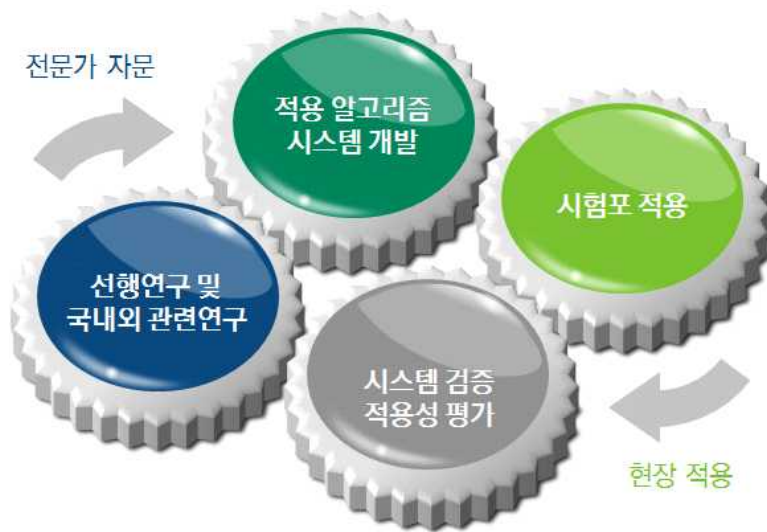 전문가 자문
적용 알고리즘
시스템 개발
시험포 적용
선행연구 및
국내외 관련연구
시스템 검증
적용성 평가
현장 적용